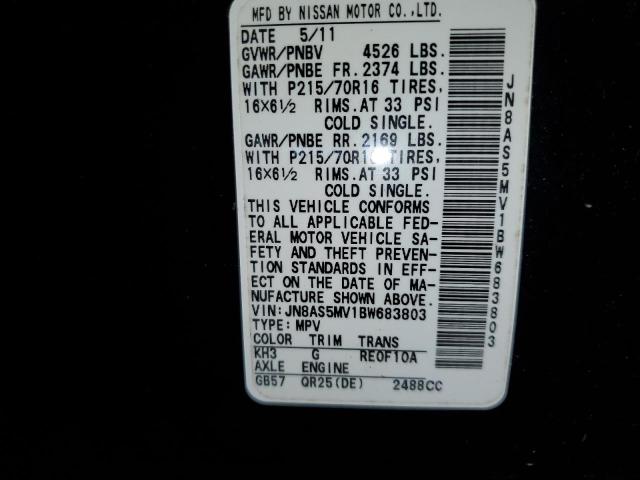 MFD BY NISSAN MOTOR CO.,LTD.
DATE 5/11
GVWR/PNBV 4526 LBS.
GAWR/PNBE FR. 2374 LBS.
WITH P215/70R16 TIRES,
16X6½ RIMS.AT 33 PSI
COLD SINGLE.
GAWR/PNBE RR. 2169 LBS.
WITH P215/70R16 TIRES,
16X6½ RIMS.AT 33 PSI
COLD SINGLE.
THIS VEHICLE CONFORMS
TO ALL APPLICABLE FED-
ERAL MOTOR VEHICLE SA-
FETY AND THEFT PREVEN-
TION STANDARDS IN EFF-
ECT ON THE DATE OF MA-
NUFACTURE SHOWN ABOVE.
VIN:JN8AS5MV1BW683803
TYPE:MPV
COLOR TRIM TRANS
KH3 G RE0F10A
AXLE ENGINE
GB57 QR25(DE) 2488CC
JN8AS5MV1BW683803